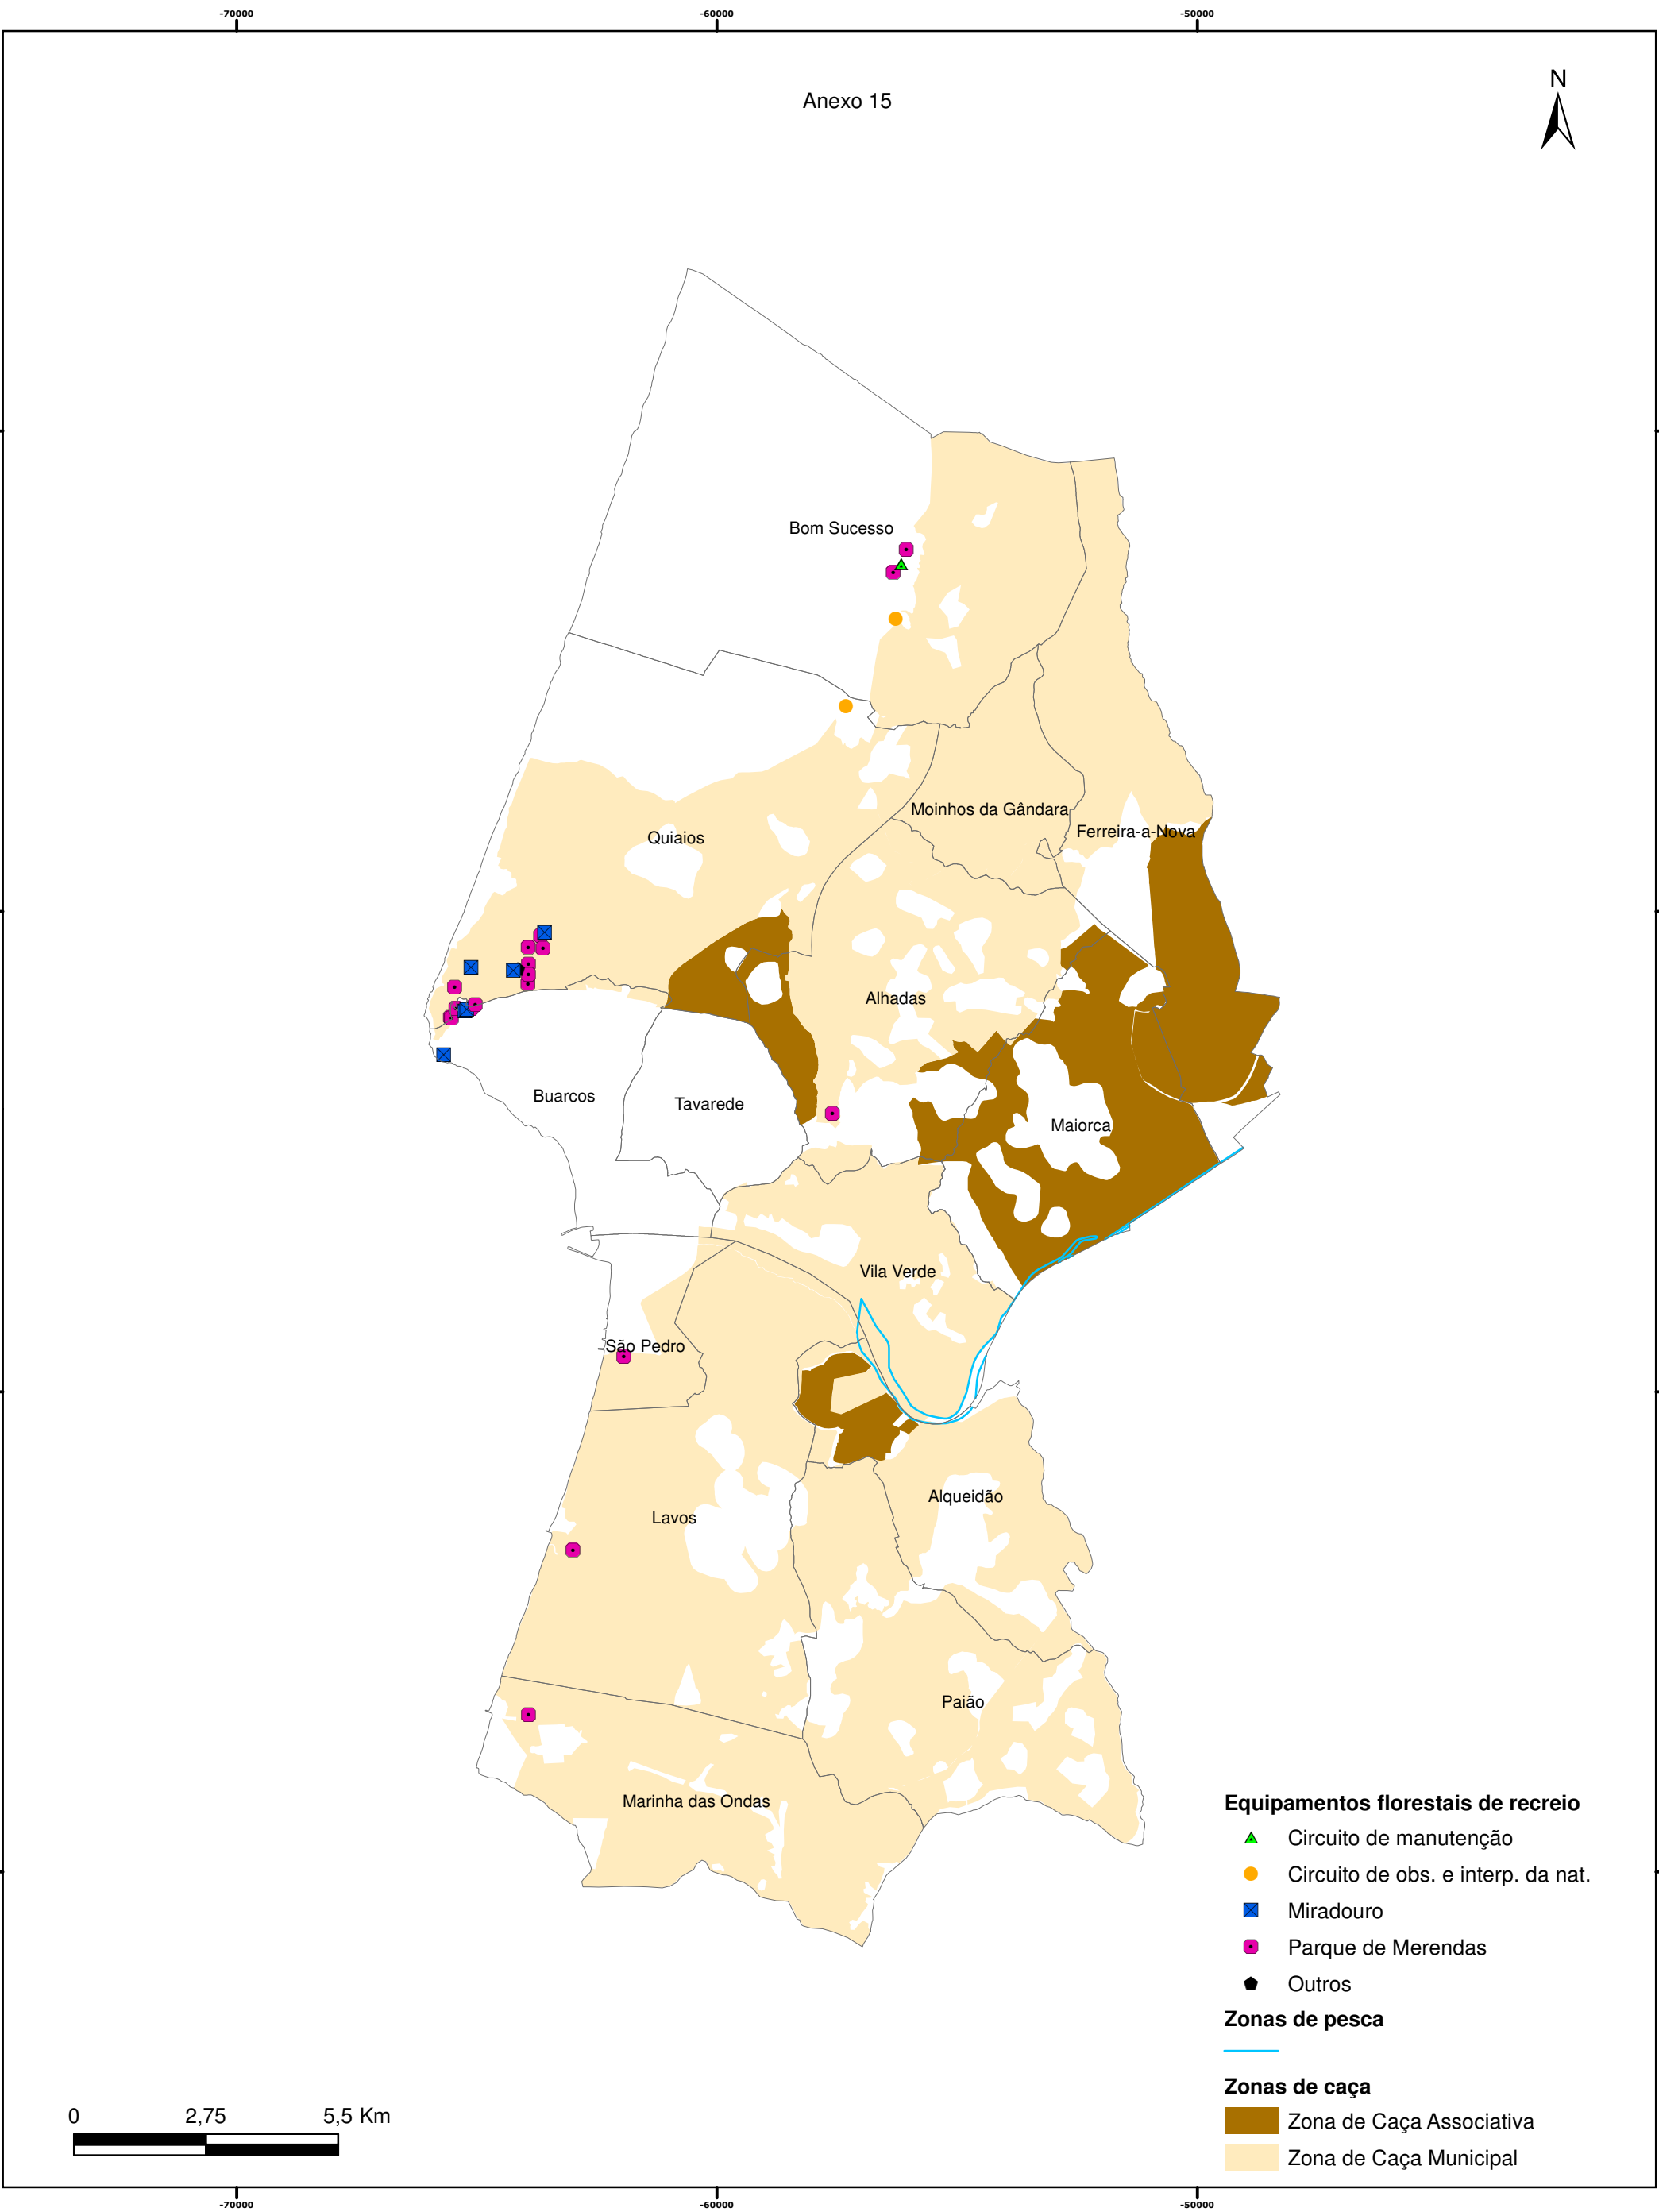 -70000 -60000 -50000
N
Anexo 15
Bom Sucesso
Moinhos da Gândara
Ferreira-a-Nova
Quiaios
Alhadas
Buarcos
Tavarede
Maiorca
Vila Verde
São Pedro
Alqueidão
Lavos
Paião
Marinha das Ondas
Equipamentos florestais de recreio
Circuito de manutenção
Circuito de obs. e interp. da nat.
Miradouro
Parque de Merendas
Outros
Zonas de pesca
Zonas de caça
Zona de Caça Associativa
Zona de Caça Municipal
0 2,75 5,5 Km
-70000 -60000 -50000